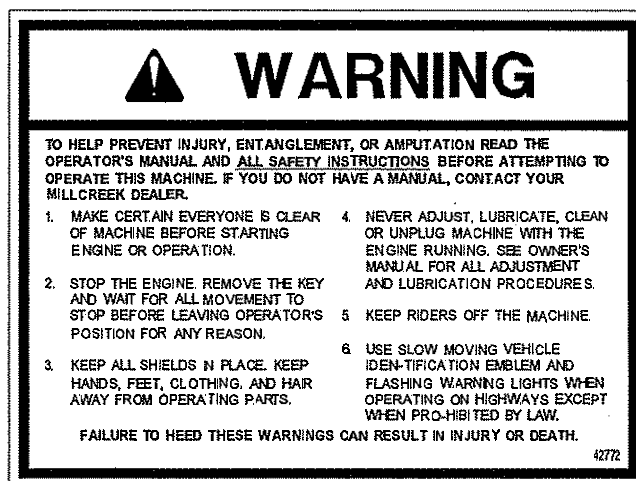 WARNING
TO HELP PREVENT INJURY, ENTANGLEMENT, OR AMPUTATION READ THE
OPERATOR'S MANUAL AND ALL SAFETY INSTRUCTIONS BEFORE ATTEMPTING TO
OPERATE THIS MACHINE. IF YOU DO NOT HAVE A MANUAL, CONTACT YOUR
MILLCREEK DEALER.
1. MAKE CERTAIN EVERYONE IS CLEAR
OF MACHINE BEFORE STARTING
ENGINE OR OPERATION.
2. STOP THE ENGINE. REMOVE THE KEY
AND WAIT FOR ALL MOVEMENT TO
STOP BEFORE LEAVING OPERATOR'S
POSITION FOR ANY REASON.
3. KEEP ALL SHIELDS IN PLACE. KEEP
HANDS, FEET, CLOTHING, AND HAIR
AWAY FROM OPERATING PARTS.
4. NEVER ADJUST, LUBRICATE, CLEAN
OR UNPLUG MACHINE WITH THE
ENGINE RUNNING. SEE OWNER'S
MANUAL FOR ALL ADJUSTMENT
AND LUBRICATION PROCEDURES.
5 KEEP RIDERS OFF THE MACHINE.
6. USE SLOW MOVING VEHICLE
IDEN-TIFICATION EMBLEM AND
FLASHING WARNING LIGHTS WHEN
OPERATING ON HIGHWAYS EXCEPT
WHEN PRO-HIBITED BY LAW.
FAILURE TO HEED THESE WARNINGS CAN RESULT IN INJURY OR DEATH.
42772